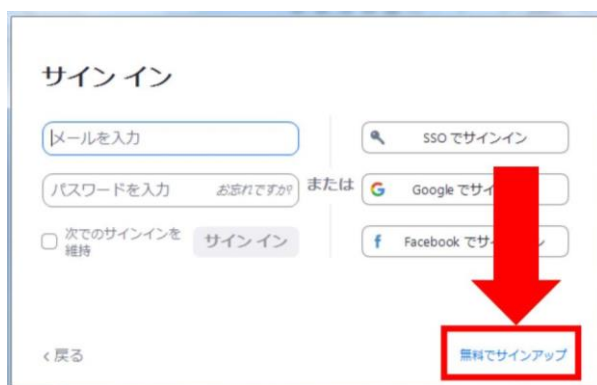 サイン イン
メールを入力
SSO でサインイン
パスワードを入力 お忘れですか?
または
Google でサイ
次でのサインインを
維持
サイン イン
Facebook でサ
ン
< 戻る
無料でサインアップ